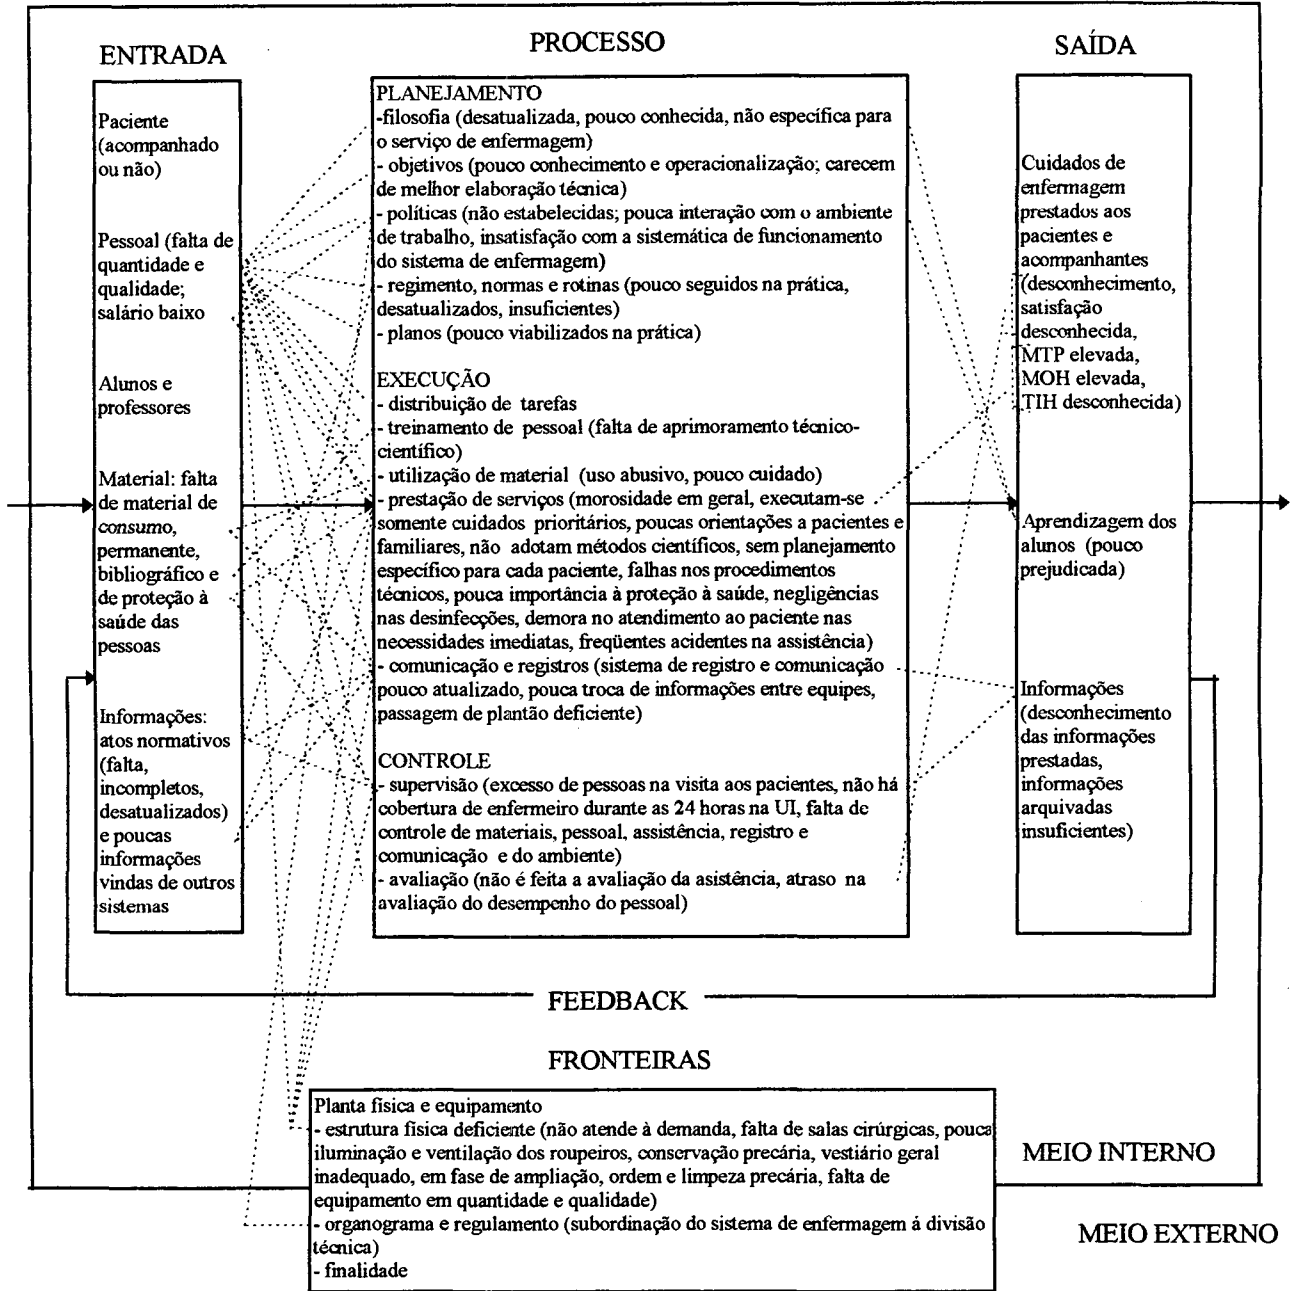 ENTRADA
Paciente
(acompanhado
ou não)
Pessoal (falta de
quantidade e
qualidade;
salário baixo
Alunos e
professores
Material: falta
de material de
consumo,
permanente,
bibliográfico e
de proteção à
saúde das
pessoas
Informações:
atos normativos
(falta,
incompletos,
desatualizados)
e poucas
informações
vindas de outros
sistemas
PROCESSO
PLANEJAMENTO
-filosofia (desatualizada, pouco conhecida, não específica para
o serviço de enfermagem)
- objetivos (pouco conhecimento e operacionalização; carecem
de melhor elaboração técnica)
- políticas (não estabelecidas; pouca interação com o ambiente
de trabalho, insatisfação com a sistemática de funcionamento
do sistema de enfermagem)
- regimento, normas e rotinas (pouco seguidos na prática,
desatualizados, insuficientes)
- planos (pouco viabilizados na prática)
EXECUÇÃO
- distribuição de tarefas
- treinamento de pessoal (falta de aprimoramento técnico-
científico)
- utilização de material (uso abusivo, pouco cuidado)
- prestação de serviços (morosidade em geral, executam-se
somente cuidados prioritários, poucas orientações a pacientes e
familiares, não adotam métodos científicos, sem planejamento
específico para cada paciente, falhas nos procedimentos
técnicos, pouca importância à proteção à saúde, negligências
nas desinfecções, demora no atendimento ao paciente nas
necessidades imediatas, freqüentes acidentes na assistência)
- comunicação e registros (sistema de registro e comunicação
pouco atualizado, pouca troca de informações entre equipes,
passagem de plantão deficiente)
CONTROLE
- supervisão (excesso de pessoas na visita aos pacientes, não há
cobertura de enfermeiro durante as 24 horas na UI, falta de
controle de materiais, pessoal, assistência, registro e
comunicação e do ambiente)
- avaliação (não é feita a avaliação da asistência, atraso na
avaliação do desempenho do pessoal)
SAÍDA
Cuidados de
enfermagem
prestados aos
pacientes e
acompanhantes
(desconhecimento,
satisfação
desconhecida,
MTP elevada,
MOH elevada,
TIH desconhecida)
Aprendizagem dos
alunos (pouco
prejudicada)
Informações
(desconhecimento
das informações
prestadas,
informações
arquivadas
insuficientes)
FEEDBACK
FRONTEIRAS
Planta física e equipamento
- estrutura física deficiente (não atende à demanda, falta de salas cirúrgicas, pouca
iluminação e ventilação dos roupeiros, conservação precária, vestiário geral
inadequado, em fase de ampliação, ordem e limpeza precária, falta de
equipamento em quantidade e qualidade)
- organograma e regulamento (subordinação do sistema de enfermagem á divisão
técnica)
- finalidade
MEIO INTERNO
MEIO EXTERNO